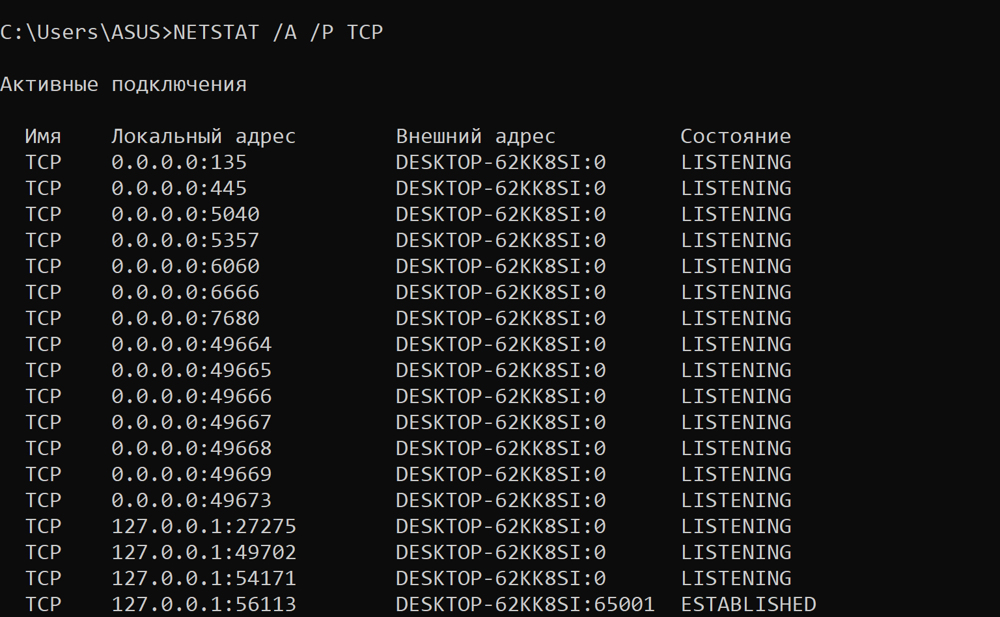 C:\Users\ASUS>NETSTAT /A /P TCP
Активные подключения
Имя Локальный адрес Внешний адрес Состояние
TCP 0.0.0.0:135 DESKTOP-62KK8SI:0 LISTENING
TCP 0.0.0.0:445 DESKTOP-62KK8SI:0 LISTENING
TCP 0.0.0.0:5040 DESKTOP-62KK8SI:0 LISTENING
TCP 0.0.0.0:5357 DESKTOP-62KK8SI:0 LISTENING
TCP 0.0.0.0:6060 DESKTOP-62KK8SI:0 LISTENING
TCP 0.0.0.0:6666 DESKTOP-62KK8SI:0 LISTENING
TCP 0.0.0.0:7680 DESKTOP-62KK8SI:0 LISTENING
TCP 0.0.0.0:49664 DESKTOP-62KK8SI:0 LISTENING
TCP 0.0.0.0:49665 DESKTOP-62KK8SI:0 LISTENING
TCP 0.0.0.0:49666 DESKTOP-62KK8SI:0 LISTENING
TCP 0.0.0.0:49667 DESKTOP-62KK8SI:0 LISTENING
TCP 0.0.0.0:49668 DESKTOP-62KK8SI:0 LISTENING
TCP 0.0.0.0:49669 DESKTOP-62KK8SI:0 LISTENING
TCP 0.0.0.0:49673 DESKTOP-62KK8SI:0 LISTENING
TCP 127.0.0.1:27275 DESKTOP-62KK8SI:0 LISTENING
TCP 127.0.0.1:49702 DESKTOP-62KK8SI:0 LISTENING
TCP 127.0.0.1:54171 DESKTOP-62KK8SI:0 LISTENING
TCP 127.0.0.1:56113 DESKTOP-62KK8SI:65001 ESTABLISHED